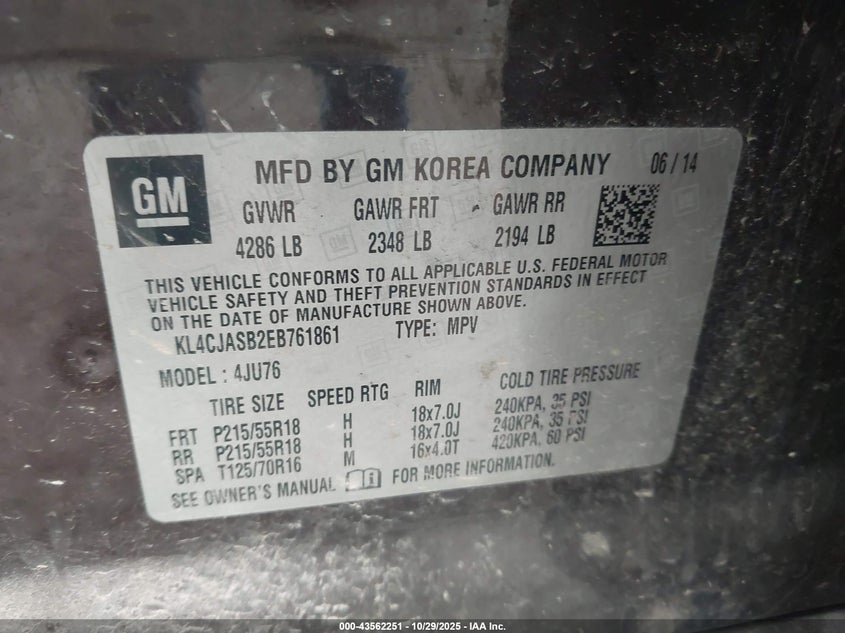 GM MFD BY GM KOREA COMPANY 06/14
GVWR GAWR FRT GAWR RR
4286 LB 2348 LB 2194 LB
THIS VEHICLE CONFORMS TO ALL APPLICABLE U.S. FEDERAL MOTOR
VEHICLE SAFETY AND THEFT PREVENTION STANDARDS IN EFFECT
ON THE DATE OF MANUFACTURE SHOWN ABOVE.
KL4CJASB2EB761861 TYPE: MPV
MODEL : 4JU76
TIRE SIZE SPEED RTG RIM COLD TIRE PRESSURE
FRT P215/55R18 H 18x7.0J 240KPA, 35 PSI
RR P215/55R18 H 18x7.0J 240KPA, 35 PSI
SPA T125/70R16 M 16x4.0T 420KPA, 60 PSI
SEE OWNER'S MANUAL FOR MORE INFORMATION.
000-43562251 - 10/29/2025 - IAA Inc.